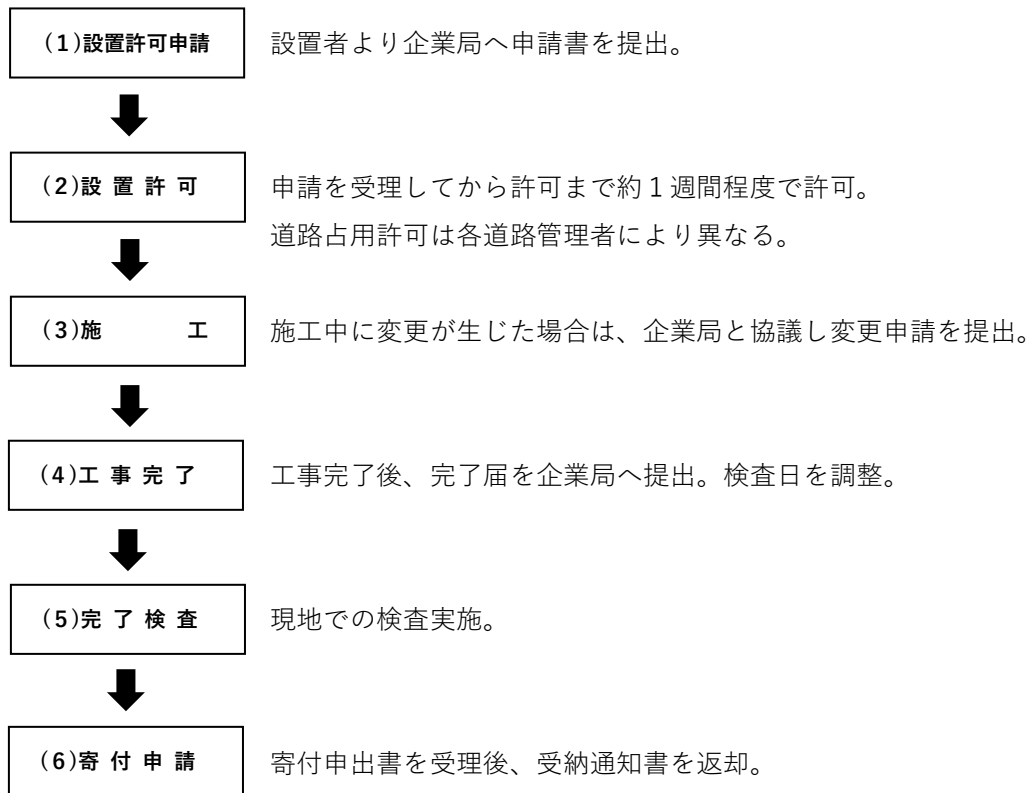 (1)設置許可申請 設置者より企業局へ申請書を提出。
(2)設 置 許 可 申請を受理してから許可まで約１週間程度で許可。
道路占用許可は各道路管理者により異なる。
(3)施 工 施工中に変更が生じた場合は、企業局と協議し変更申請を提出。
(4)工 事 完 了 工事完了後、完了届を企業局へ提出。検査日を調整。
(5)完 了 検 査 現地での検査実施。
(6)寄 付 申 請 寄付申出書を受理後、受納通知書を返却。